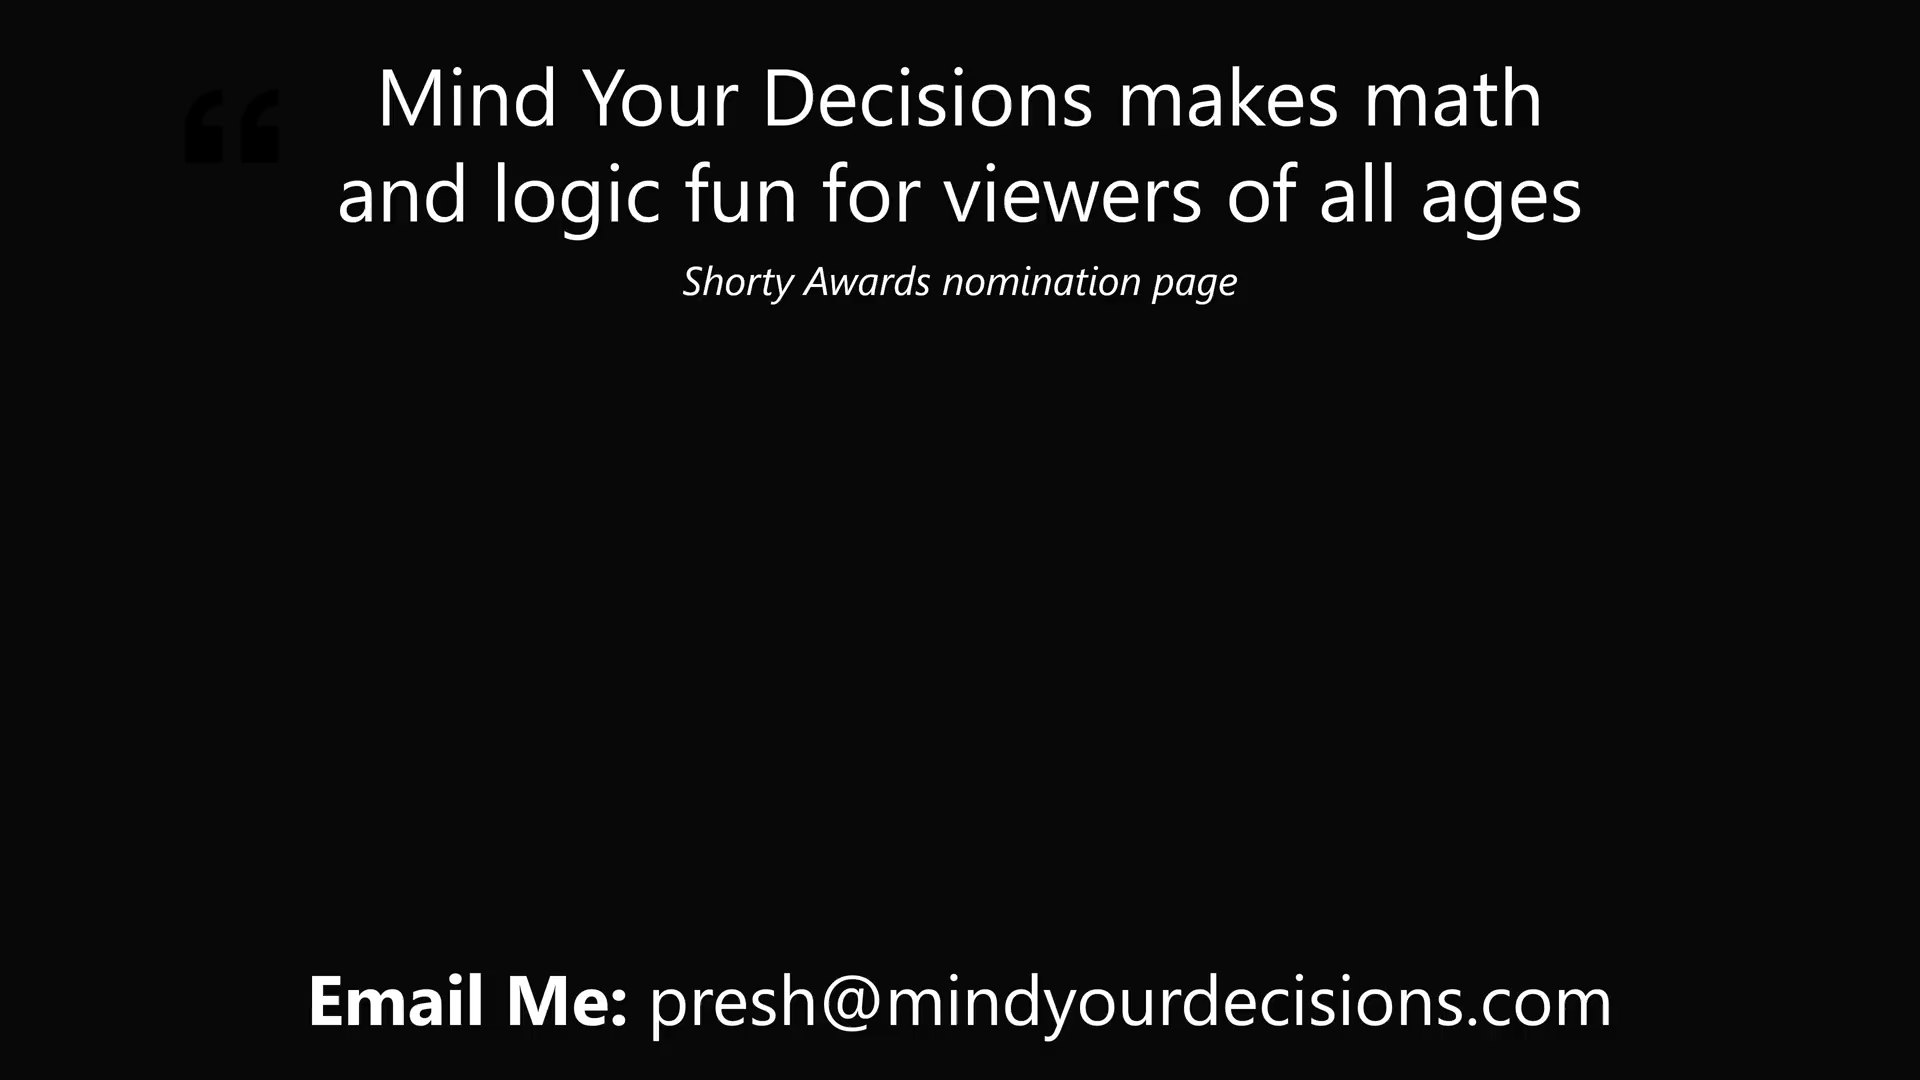 “
Mind Your Decisions makes math
and logic fun for viewers of all ages
Shorty Awards nomination page
Email Me: presh@mindyourdecisions.com